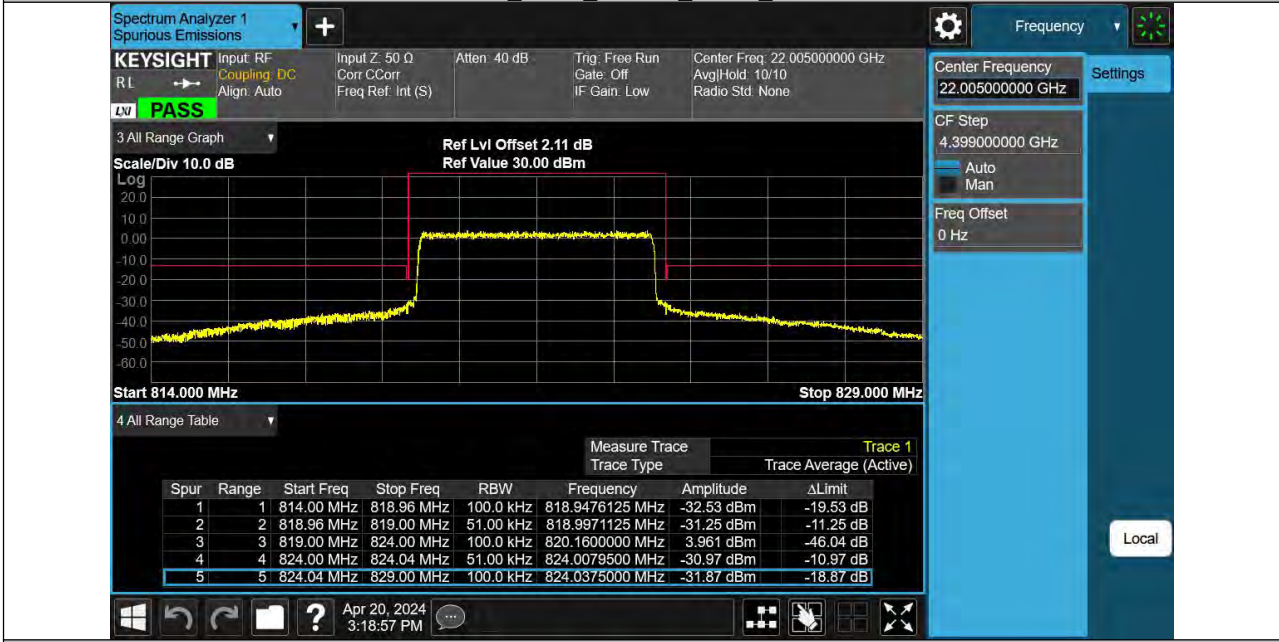 Spectrum Analyzer 1
Spurious Emissions
Frequency
KEYSIGHT
RL
LXI
PASS
Input: RF
Coupling: DC
Align: Auto
Input Z: 50 Ω
Corr CCorr
Freq Ref: Int (S)
Atten: 40 dB
Trig: Free Run
Gate: Off
IF Gain: Low
Center Freq: 22.005000000 GHz
Avg|Hold: 10/10
Radio Std: None
Center Frequency
22.005000000 GHz
Settings
CF Step
4.399000000 GHz
Auto
Man
Freq Offset
0 Hz
3 All Range Graph
Scale/Div 10.0 dB
Ref Lvl Offset 2.11 dB
Ref Value 30.00 dBm
Log
20.0
10.0
0.00
-10.0
-20.0
-30.0
-40.0
-50.0
-60.0
Start 814.000 MHz Stop 829.000 MHz
4 All Range Table
Measure Trace Trace 1
Trace Type Trace Average (Active)
Spur Range Start Freq Stop Freq RBW Frequency Amplitude ΔLimit
1 1 814.00 MHz 818.96 MHz 100.0 kHz 818.9476125 MHz -32.53 dBm -19.53 dB
2 2 818.96 MHz 819.00 MHz 51.00 kHz 818.9971125 MHz -31.25 dBm -11.25 dB
3 3 819.00 MHz 824.00 MHz 100.0 kHz 820.1600000 MHz 3.961 dBm -46.04 dB
4 4 824.00 MHz 824.04 MHz 51.00 kHz 824.0079500 MHz -30.97 dBm -10.97 dB
5 5 824.04 MHz 829.00 MHz 100.0 kHz 824.0375000 MHz -31.87 dBm -18.87 dB
Local
?
Apr 20, 2024
3:18:57 PM